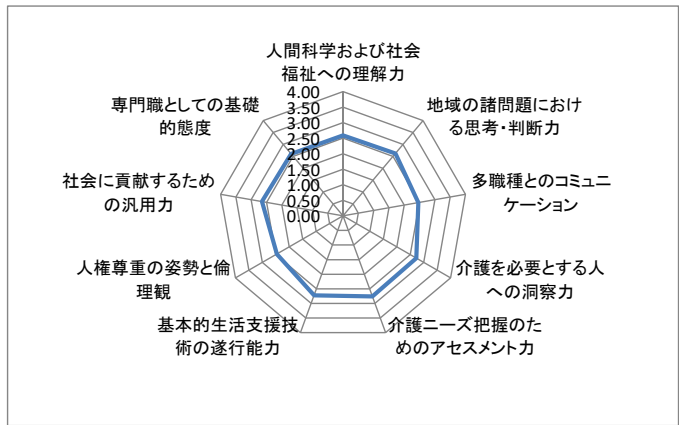 人間科学および社会
福祉への理解力
地域の諸問題におけ
る思考・判断力
多職種とのコミュニ
ケーション
介護を必要とする人
への洞察力
介護ニーズ把握のた
めのアセスメント力
基本的生活支援技
術の遂行能力
人権尊重の姿勢と倫
理観
社会に貢献するため
の汎用力
専門職としての基礎
的態度
4.00
3.50
3.00
2.50
2.00
1.50
1.00
0.50
0.00